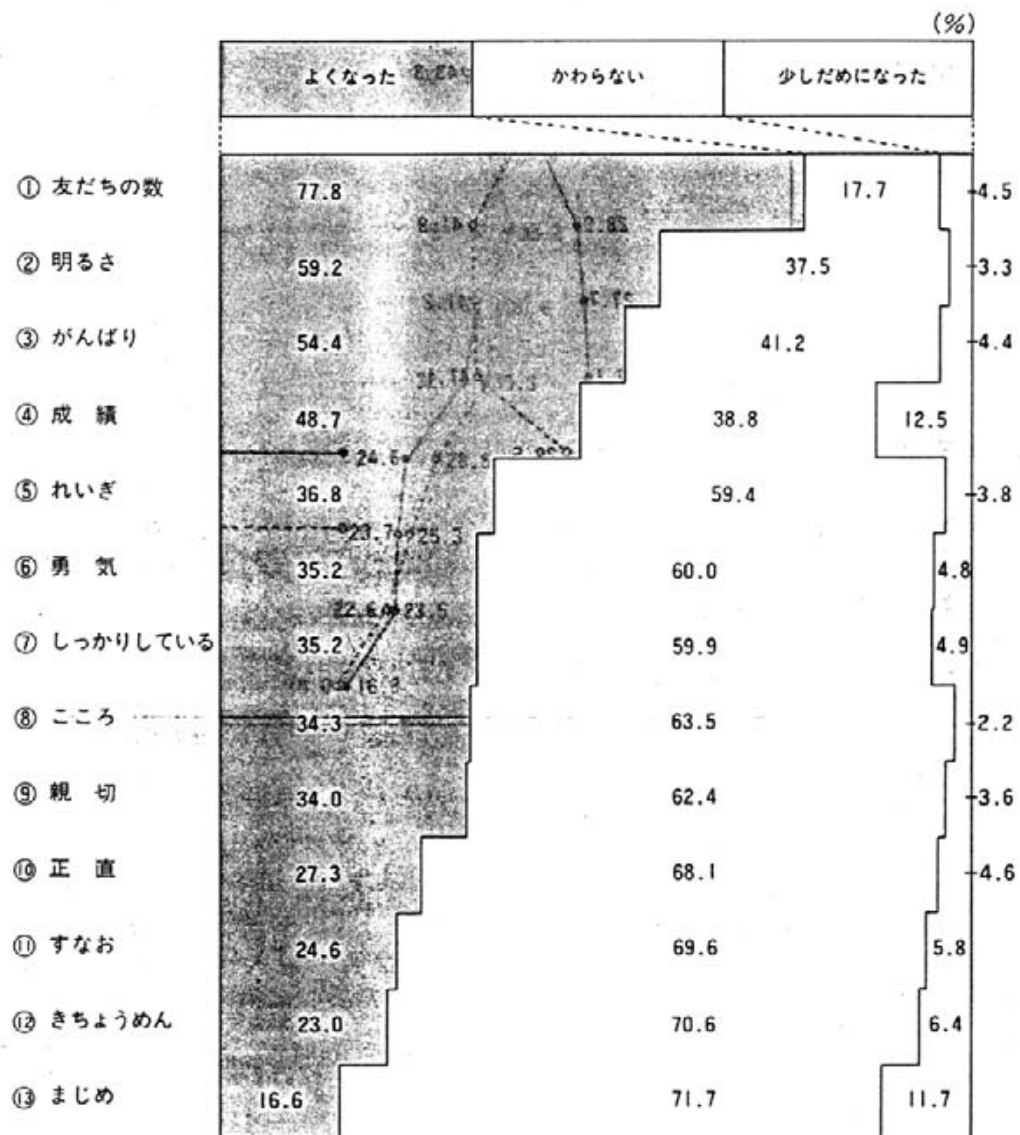 (%)
よくなった かわらない 少しだめになった
① 友だちの数 77.8 17.7 4.5
② 明るさ 59.2 37.5 3.3
③ がんばり 54.4 41.2 4.4
④ 成績 48.7 38.8 12.5
⑤ れいぎ 36.8 59.4 3.8
⑥ 勇気 35.2 60.0 4.8
⑦ しっかりしている 35.2 59.9 4.9
⑧ こころ 34.3 63.5 2.2
⑨ 親切 34.0 62.4 3.6
⑩ 正直 27.3 68.1 4.6
⑪ すなお 24.6 69.6 5.8
⑫ きちょうめん 23.0 70.6 6.4
⑬ まじめ 16.6 71.7 11.7